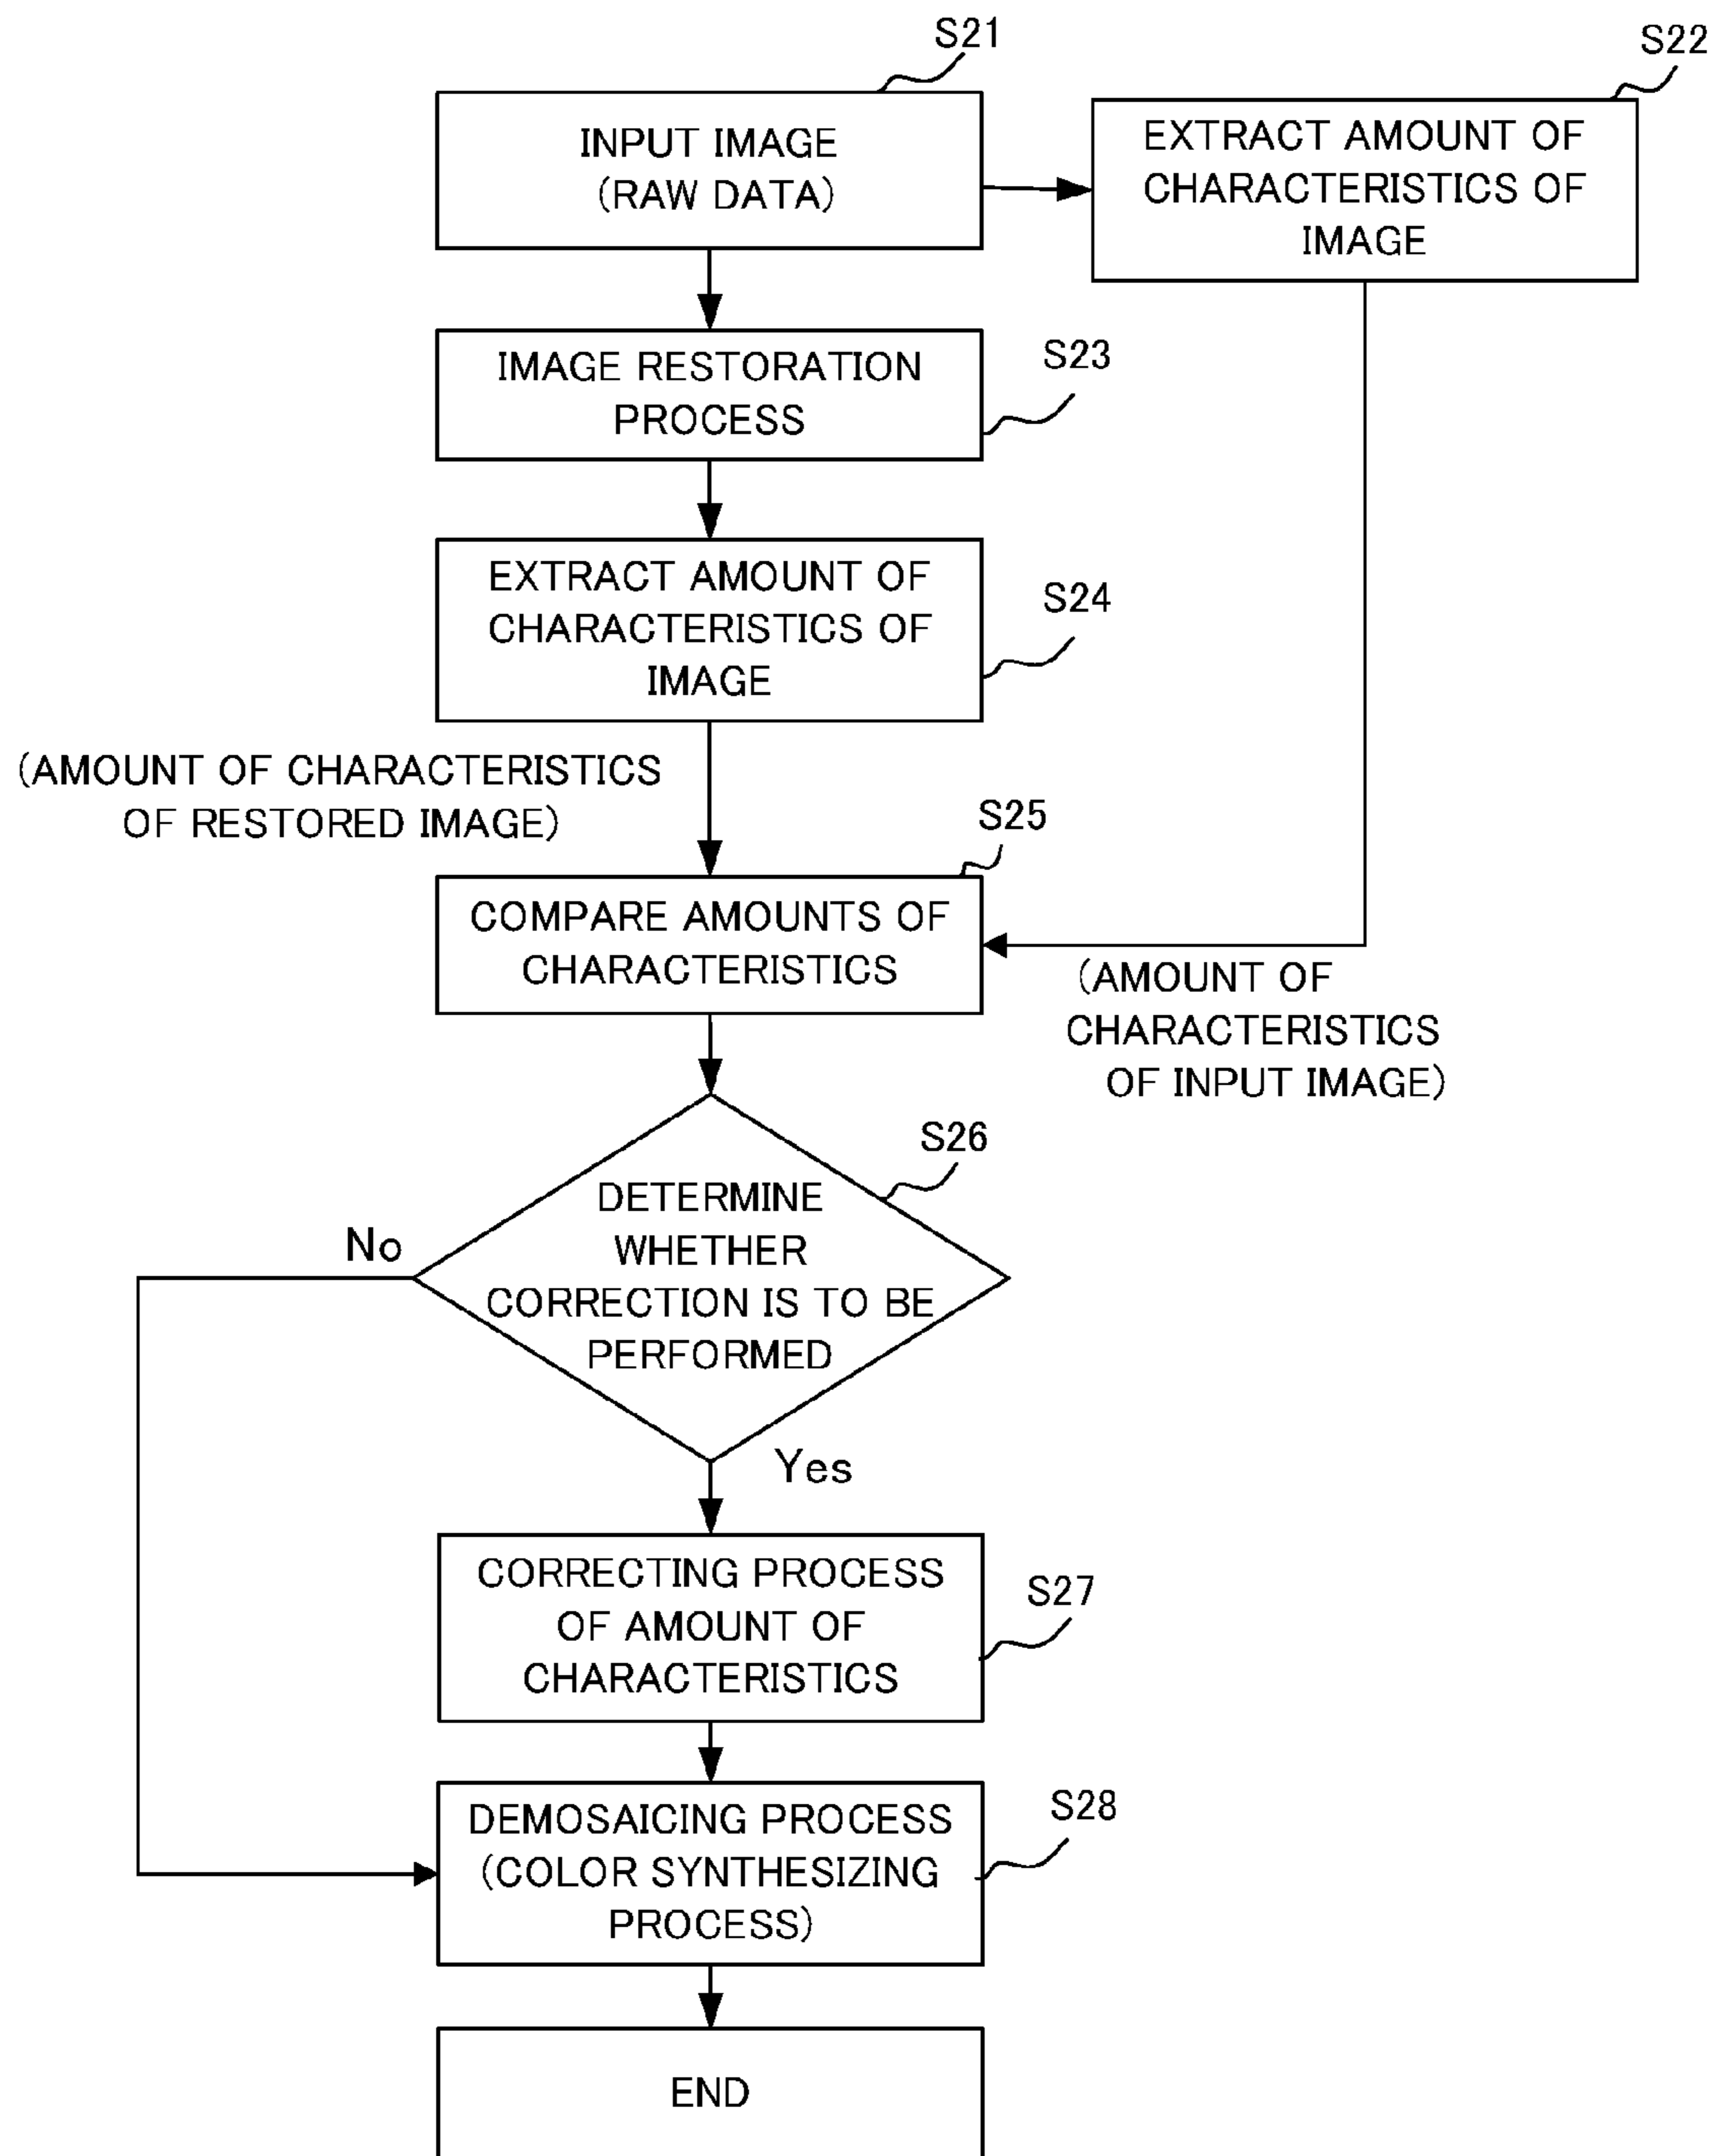 S21
INPUT IMAGE
(RAW DATA)
S22
EXTRACT AMOUNT OF
CHARACTERISTICS OF
IMAGE
S23
IMAGE RESTORATION
PROCESS
S24
EXTRACT AMOUNT OF
CHARACTERISTICS OF
IMAGE
(AMOUNT OF CHARACTERISTICS
OF RESTORED IMAGE)
S25
COMPARE AMOUNTS OF
CHARACTERISTICS
(AMOUNT OF
CHARACTERISTICS
OF INPUT IMAGE)
S26
DETERMINE
WHETHER
CORRECTION IS TO BE
PERFORMED
No
Yes
CORRECTING PROCESS
OF AMOUNT OF
CHARACTERISTICS
S27
DEMOSAICING PROCESS
(COLOR SYNTHESIZING
PROCESS)
S28
END